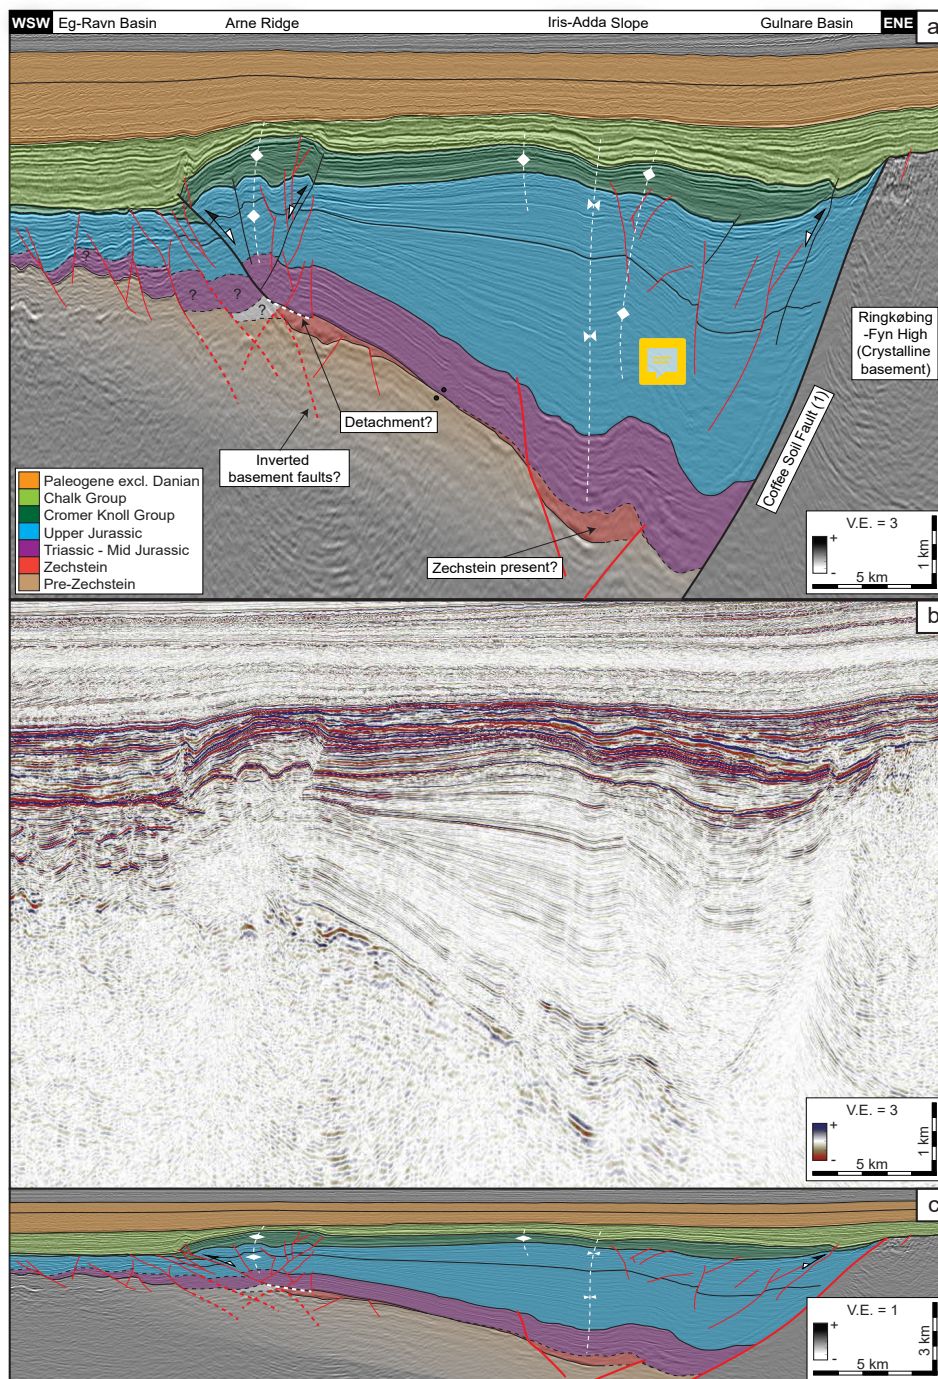 WSW Eg-Ravn Basin Arne Ridge Iris-Adda Slope Gulnare Basin ENE
a
?
?
?
?
Ringkøbing
-Fyn High
(Crystalline
basement)
Detachment?
Inverted
basement faults?
Coffee Soil Fault (1)
Zechstein present?
Paleogene excl. Danian
Chalk Group
Cromer Knoll Group
Upper Jurassic
Triassic - Mid Jurassic
Zechstein
Pre-Zechstein
V.E. = 3
+
-
5 km
1 km
b
V.E. = 3
+
-
5 km
1 km
c
V.E. = 1
+
-
5 km
3 km